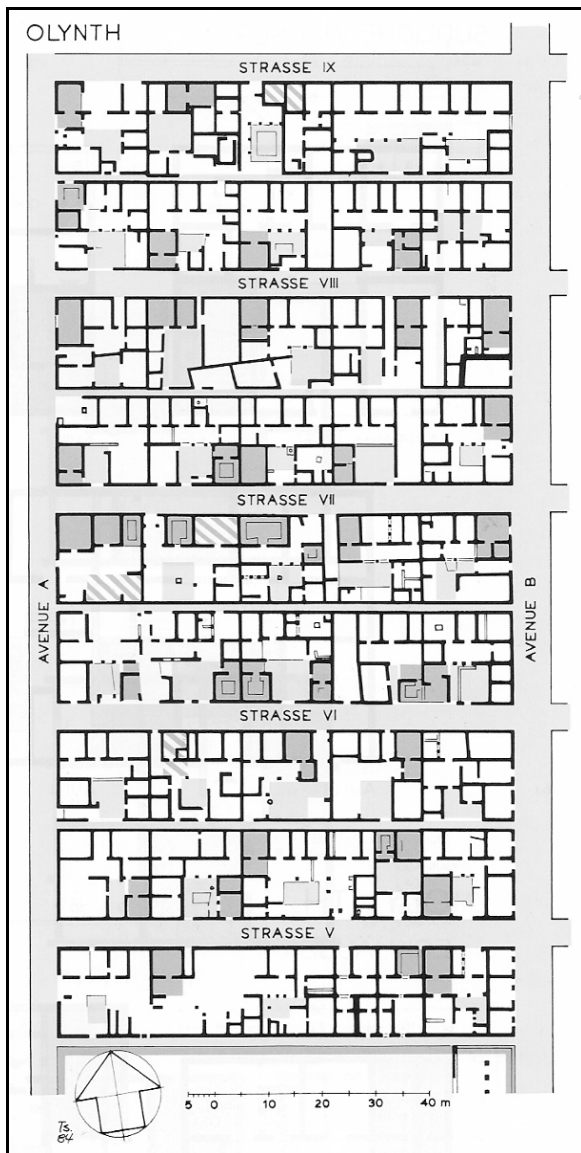 OLYNTH
STRASSE IX
STRASSE VIII
STRASSE VII
AVENUE A
AVENUE B
STRASSE VI
STRASSE V
5 0 10 20 30 40 m
Ts.
84